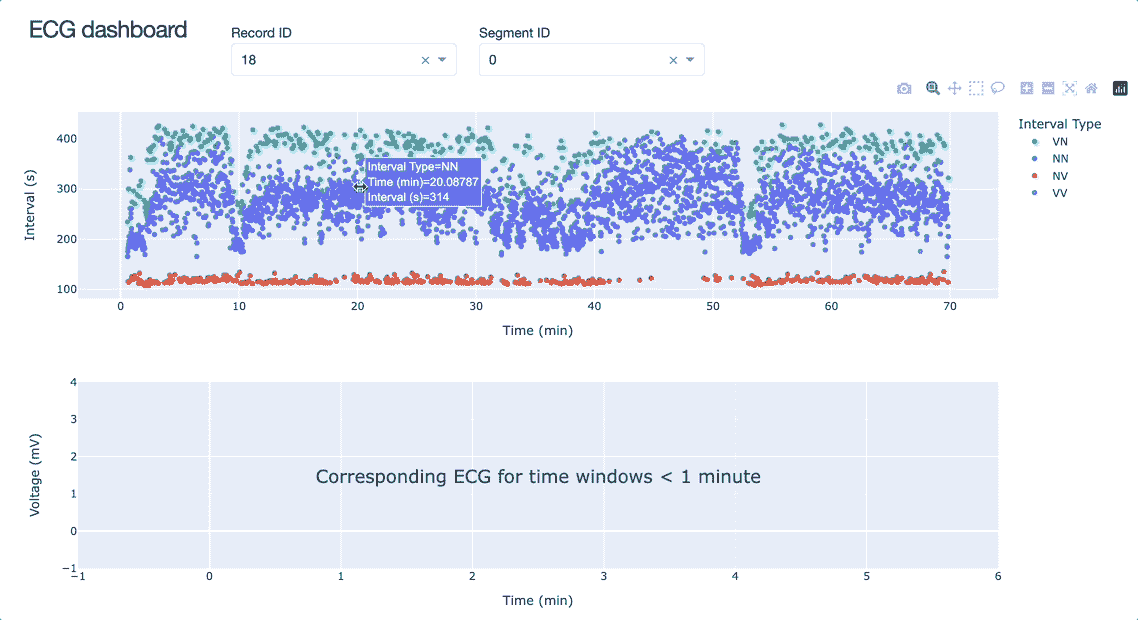 ECG dashboard
Record ID
Segment ID
18
0
Interval Type
VN
NN
NV
VV
Interval (s)
400
300
200
100
Interval Type=NN
Time (min)=20.08787
Interval (s)=314
0 10 20 30 40 50 60 70
Time (min)
Voltage (mV)
4
3
2
1
0
−1
Corresponding ECG for time windows < 1 minute
−1 0 1 2 3 4 5 6
Time (min)